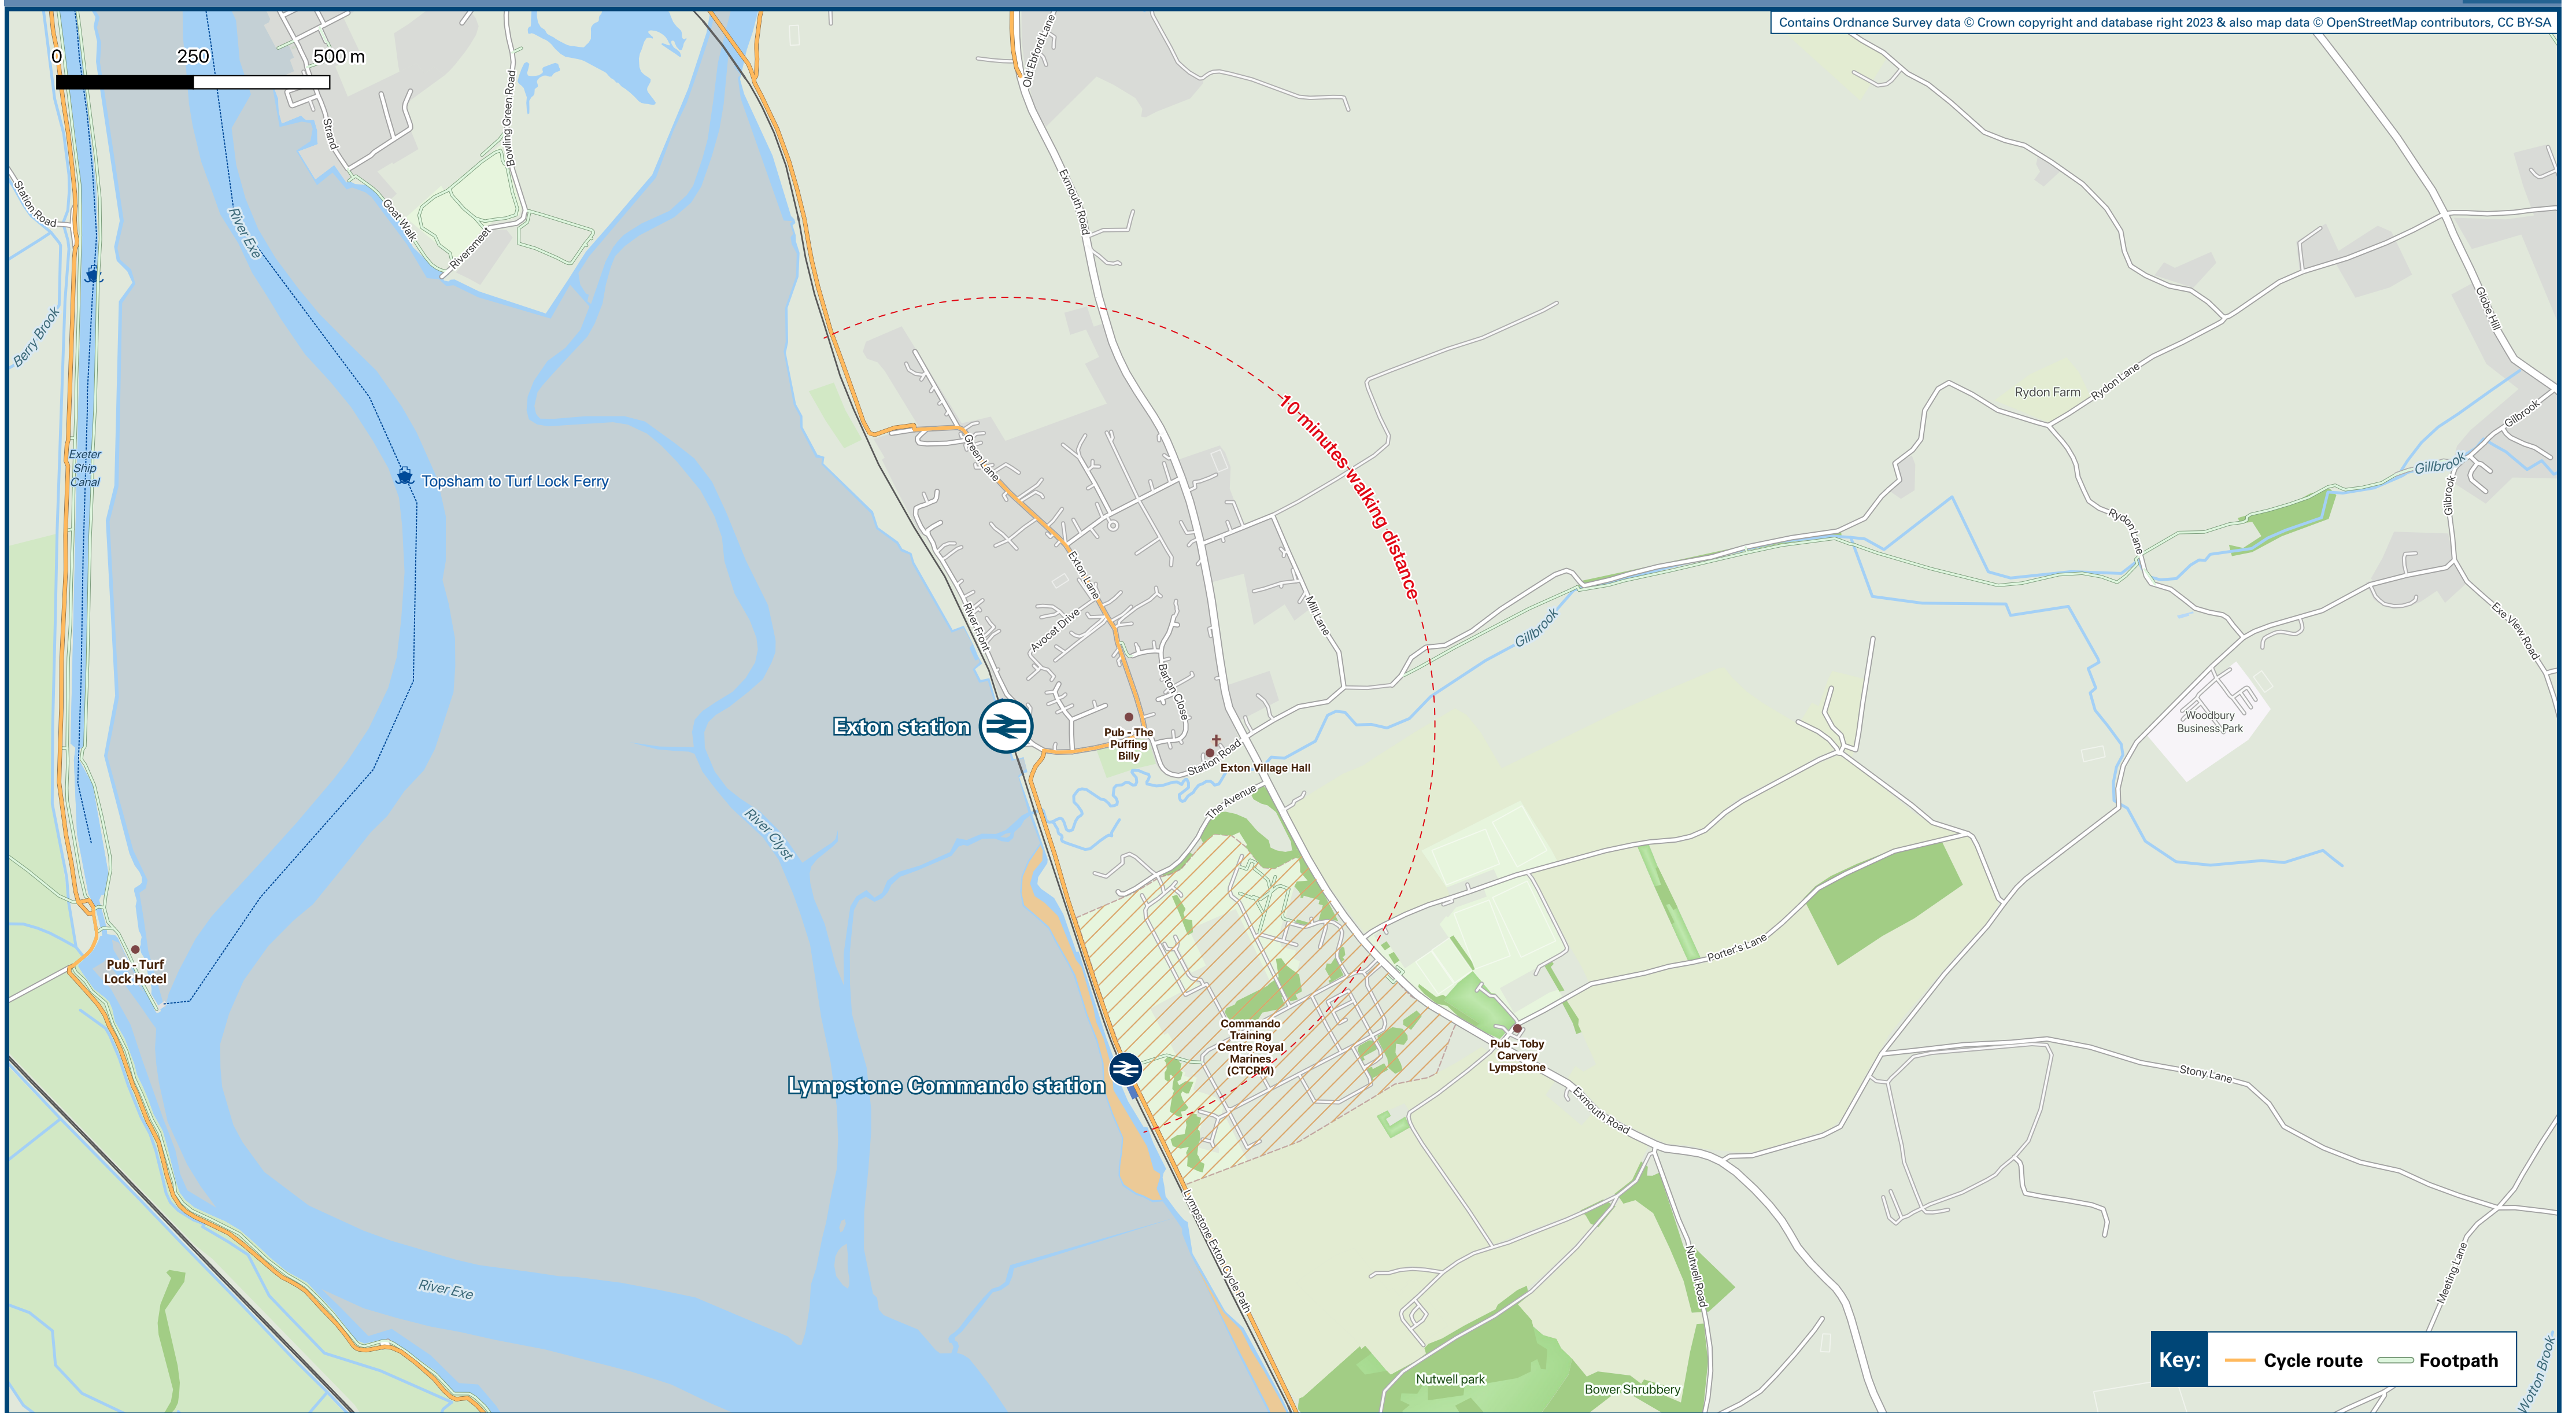 Contains Ordnance Survey data © Crown copyright and database right 2023 & also map data © OpenStreetMap contributors, CC BY-SA
0 250 500 m
Old Ebford Lane
Bowling Green Road
Strand
Station Road
Goat Walk
Riversmeet
River Exe
Exmouth Road
Berry Brook
Globe Hill
Rydon Farm
Rydon Lane
Gilbrook
10 minutes walking distance
Green Lane
Exeter
Ship
Canal
Topsham to Turf Lock Ferry
Gillbrook
Gilbrook
Rydon Lane
Exton Lane
River Front
Avocet Drive
Mill Lane
Gillbrook
Exe View Road
Barton Close
Exton station
Pub - The
Puffing
Billy
Station Road
Exton Village Hall
Woodbury
Business Park
The Avenue
River Clyst
Pub - Turf
Lock Hotel
Porter's Lane
Commando
Training
Centre Royal
Marines
(CTCRM)
Pub - Toby
Carvery
Lympstone
Lympstone Commando station
Exmouth Road
Stony Lane
Lympstone Exton Cycle Path
Nutwell Road
Meeting Lane
River Exe
Nutwell park
Bower Shrubbery
Wotton Brook
Key:
Cycle route
Footpath